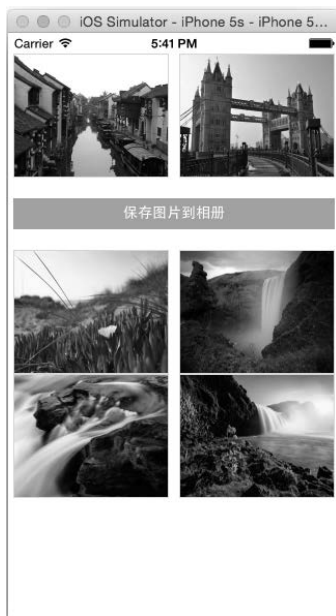 iOS Simulator - iPhone 5s - iPhone 5...
Carrier 5:41 PM
保存图片到相册